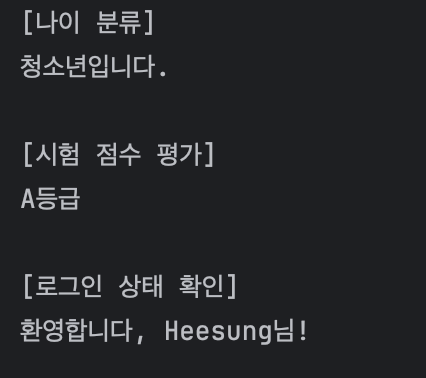 [나이 분류]
청소년입니다.
[시험 점수 평가]
A등급
[로그인 상태 확인]
환영합니다, Heesung님!